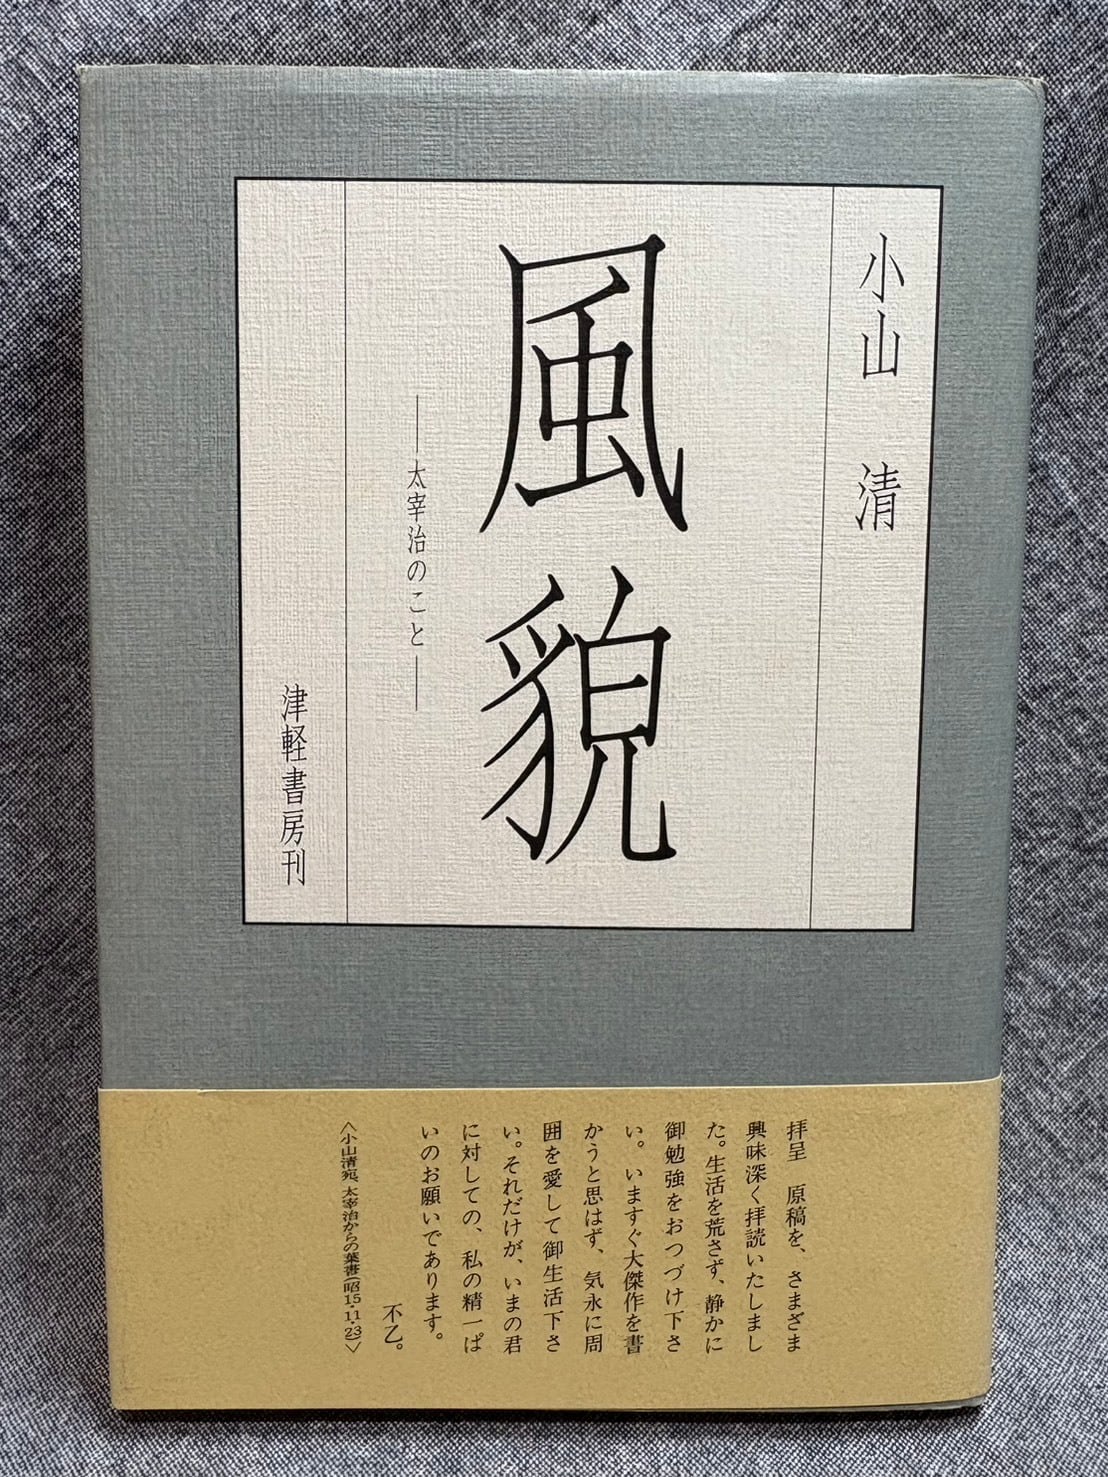 小山 清
風貌
――太宰治のこと――
津軽書房刊
拝呈 原稿を、さまざま
興味深く拝読いたしまし
た。生活を荒さず、静かに
御勉強をおつづけ下さ
い。いますぐ大傑作を書
かうと思はず、気永に周
囲を愛して御生活下さ
い。それだけが、いまの君
に対しての、私の精一ぱ
いのお願いであります。
不乙。
〈小山清宛、太宰治からの葉書(昭15・11・23)〉